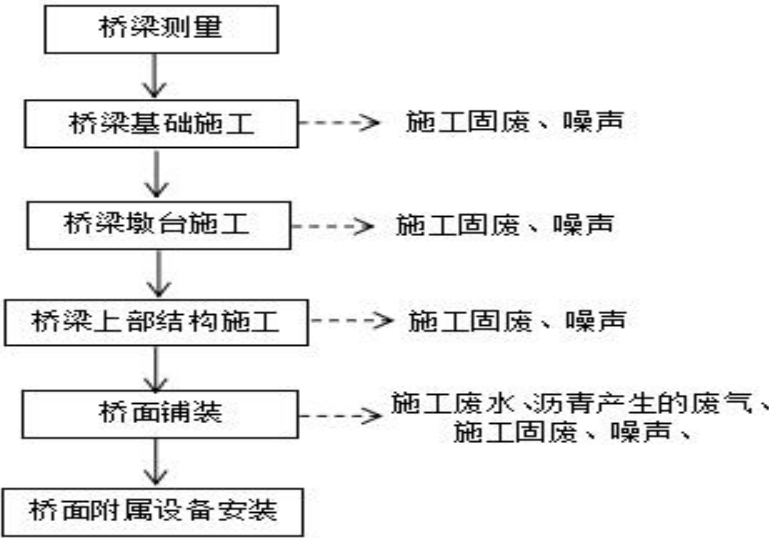 桥梁测量
桥梁基础施工
施工固废、噪声
桥梁墩台施工
施工固废、噪声
桥梁上部结构施工
施工固废、噪声
桥面铺装
施工废水、沥青产生的废气、
施工固废、噪声、
桥面附属设备安装